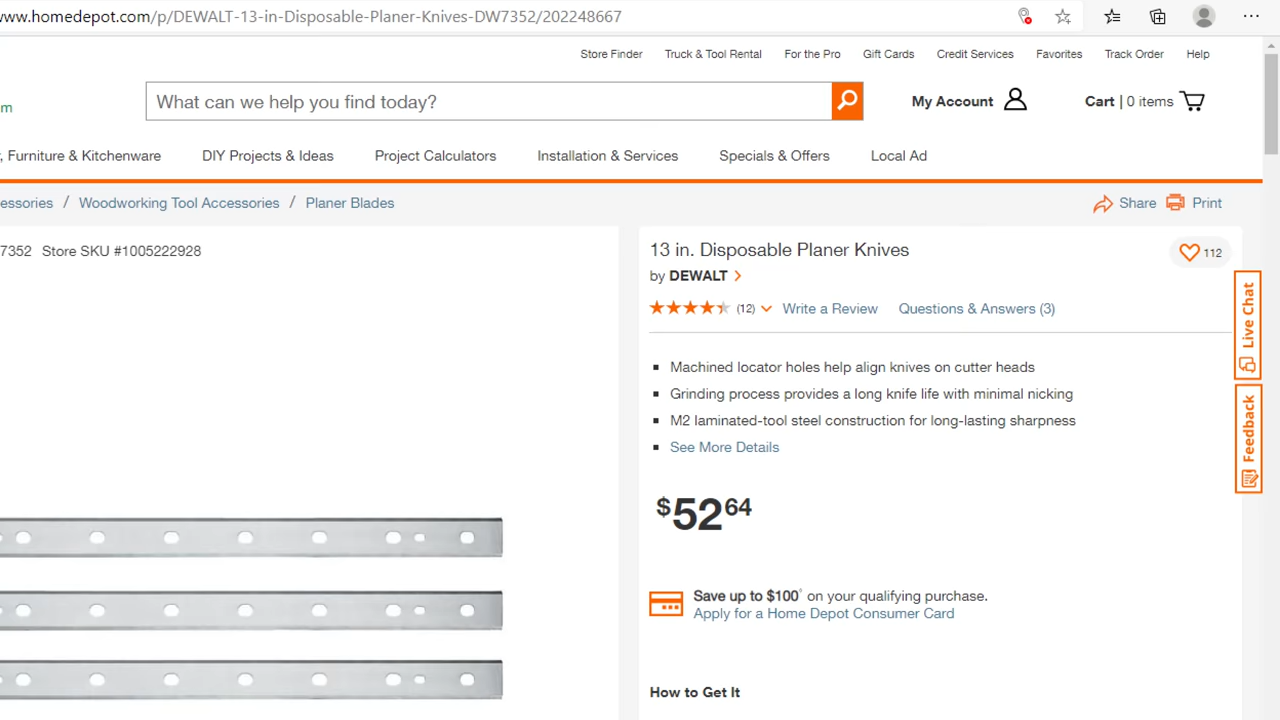 www.homedepot.com/p/DEWALT-13-in-Disposable-Planer-Knives-DW7352/202248667
Store Finder Truck & Tool Rental For the Pro Gift Cards Credit Services Favorites Track Order Help
m What can we help you find today? My Account Cart | 0 items
, Furniture & Kitchenware DIY Projects & Ideas Project Calculators Installation & Services Specials & Offers Local Ad
essories / Woodworking Tool Accessories / Planer Blades Share Print
7352 Store SKU #1005222928
13 in. Disposable Planer Knives 112
by DEWALT
(12) Write a Review Questions & Answers (3)
Machined locator holes help align knives on cutter heads
Grinding process provides a long knife life with minimal nicking
M2 laminated-tool steel construction for long-lasting sharpness
See More Details
$52 64
Save up to $100° on your qualifying purchase.
Apply for a Home Depot Consumer Card
How to Get It
Live Chat
Feedback